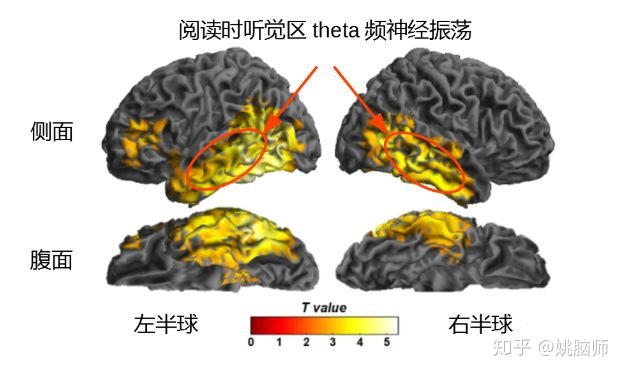 阅读时听觉区 theta 频神经振荡
侧面
腹面
T value
0 1 2 3 4 5
左半球
右半球
知乎 @姚脑师